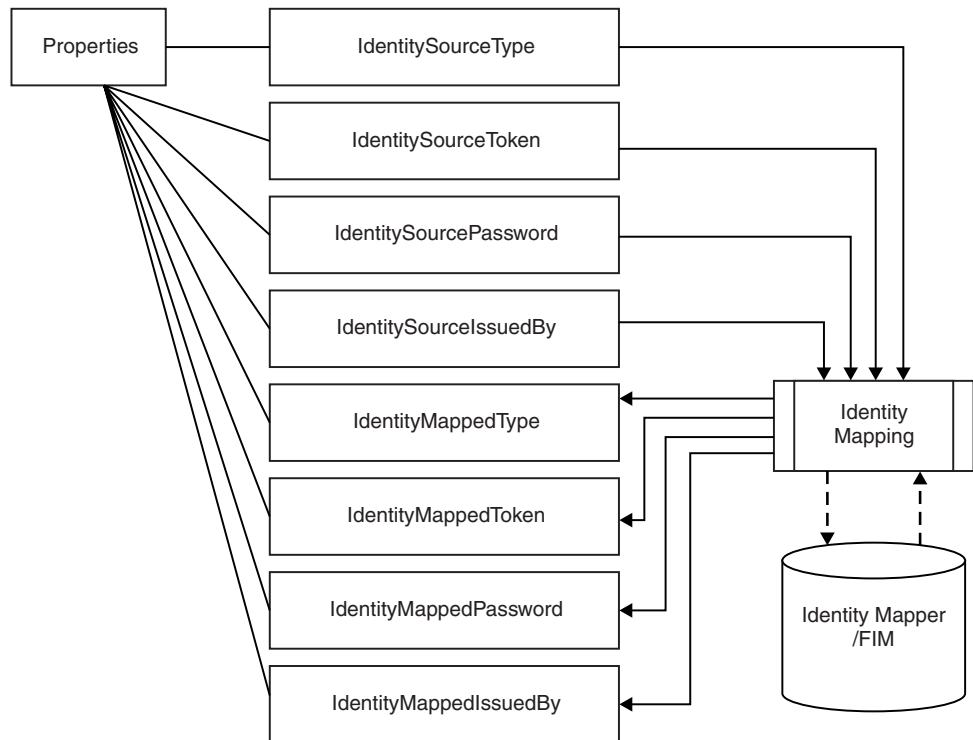 Properties
IdentitySourceType
IdentitySourceToken
IdentitySourcePassword
IdentitySourceIssuedBy
IdentityMappedType
Identity
Mapping
IdentityMappedToken
IdentityMappedPassword
Identity Mapper
/FIM
IdentityMappedIssuedBy